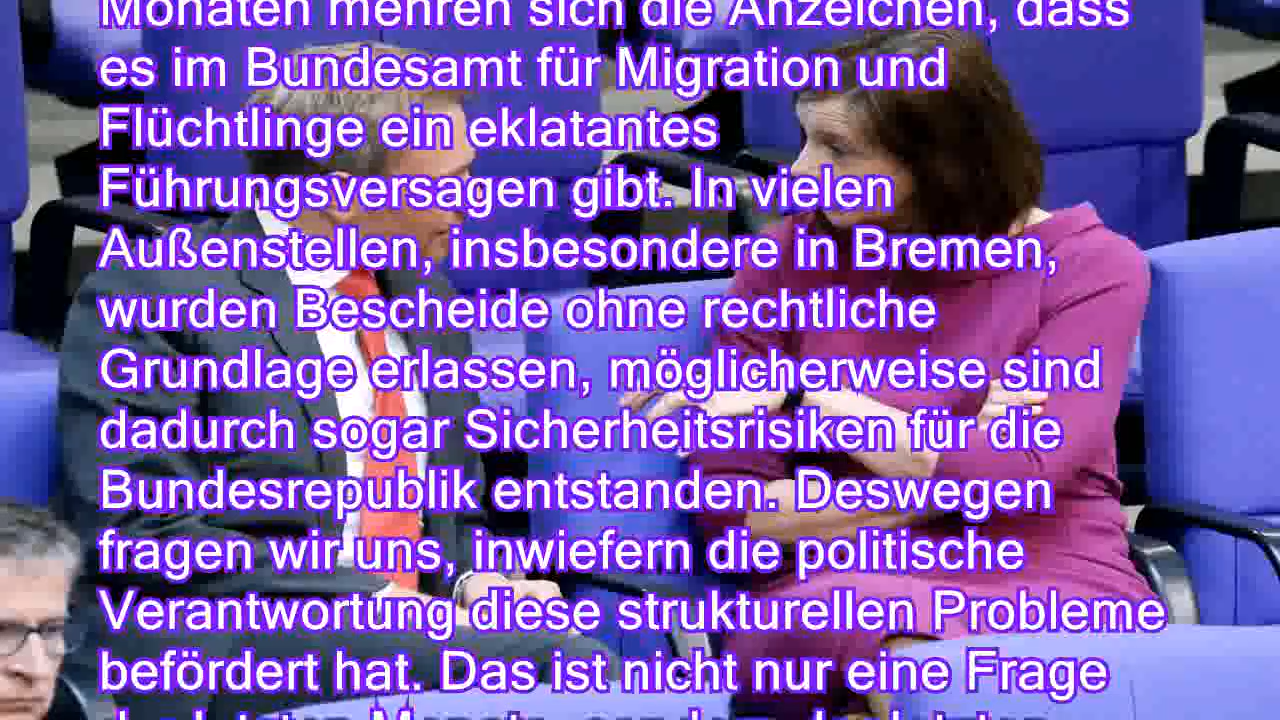 Monaten mehren sich die Anzeichen, dass
es im Bundesamt für Migration und
Flüchtlinge ein eklatantes
Führungsversagen gibt. In vielen
Außenstellen, insbesondere in Bremen,
wurden Bescheide ohne rechtliche
Grundlage erlassen, möglicherweise sind
dadurch sogar Sicherheitsrisiken für die
Bundesrepublik entstanden. Deswegen
fragen wir uns, inwiefern die politische
Verantwortung diese strukturellen Probleme
befördert hat. Das ist nicht nur eine Frage